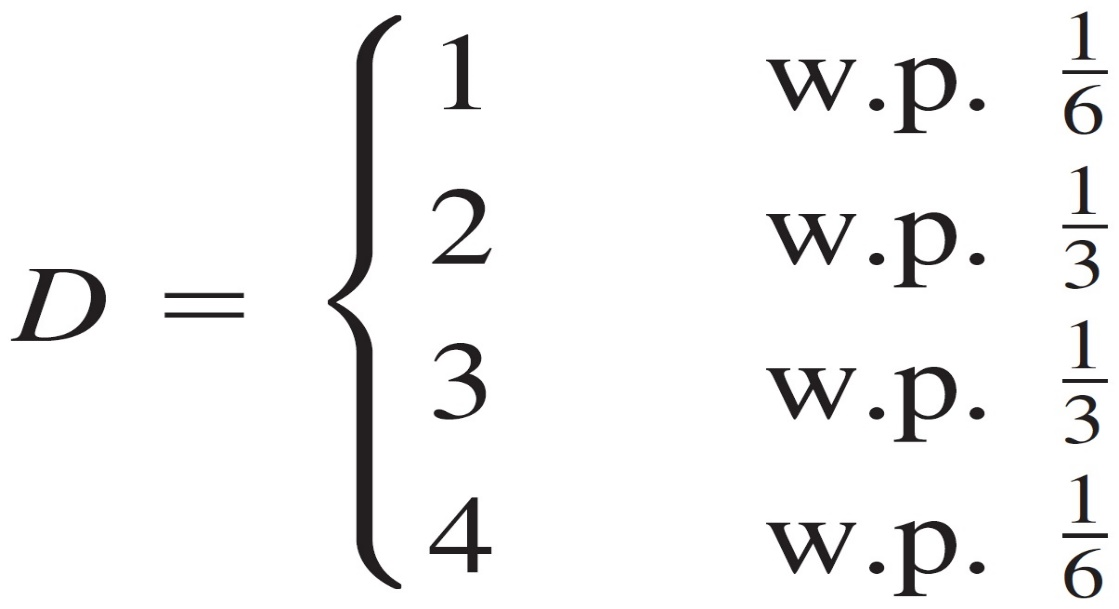 1 w.p. 1/6
2 w.p. 1/3
D =
3 w.p. 1/3
4 w.p. 1/6